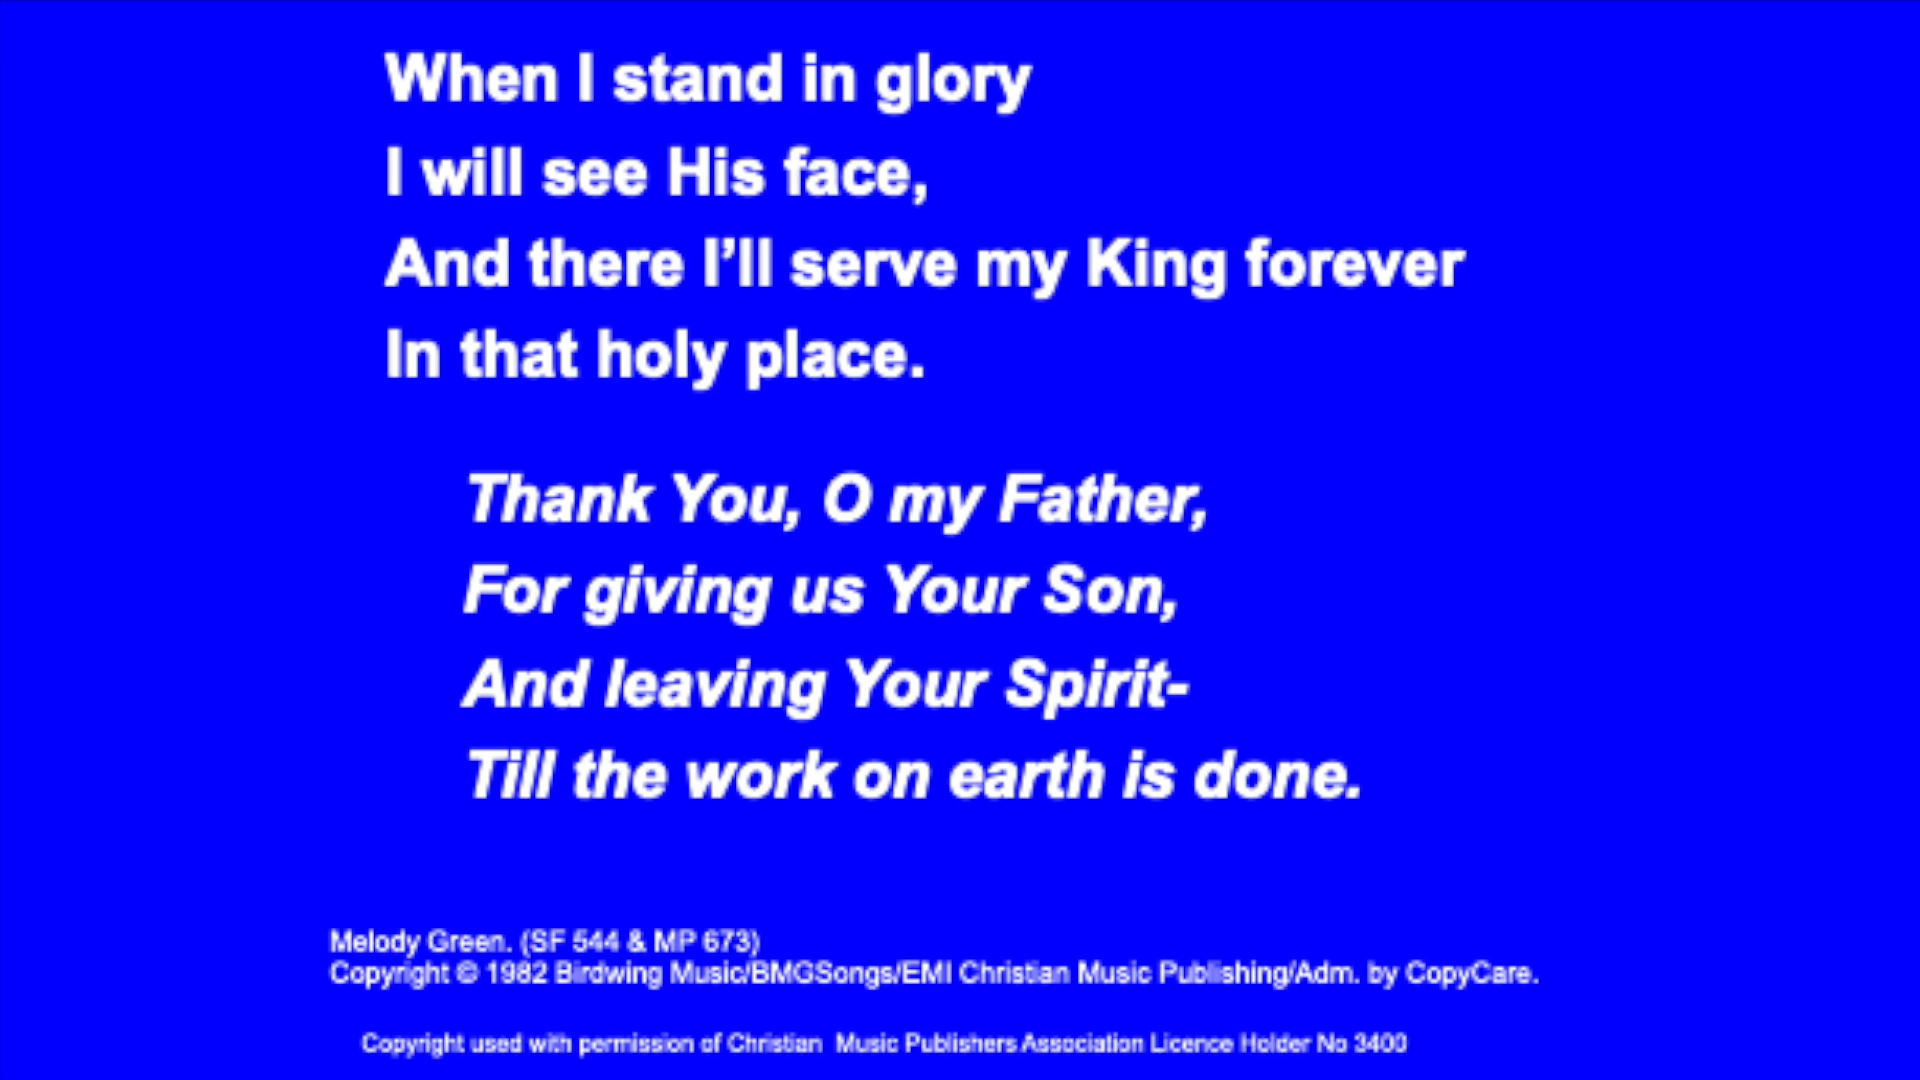 When I stand in glory
I will see His face,
And there I’ll serve my King forever
In that holy place.
Thank You, O my Father,
For giving us Your Son,
And leaving Your Spirit-
Till the work on earth is done.
Melody Green. (SF 544 & MP 673)
Copyright © 1982 Birdwing Music/BMGSongs/EMI Christian Music Publishing/Adm. by CopyCare.
Copyright used with permission of Christian Music Publishers Association Licence Holder No 3400